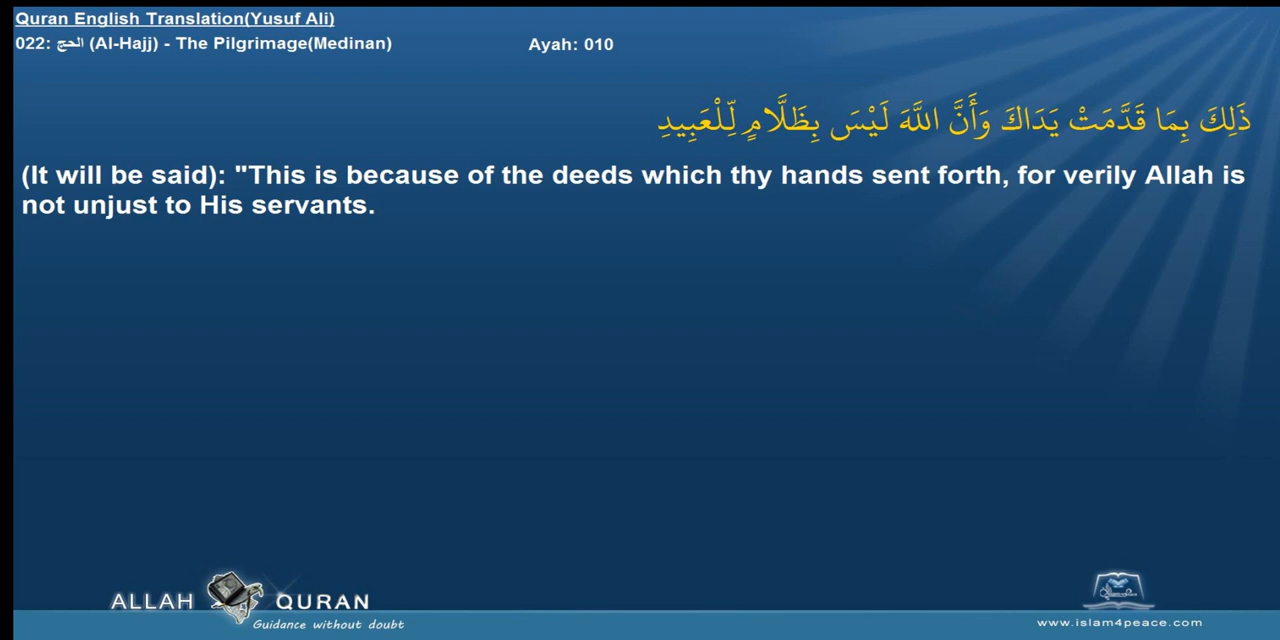 Quran English Translation(Yusuf Ali)
022: الحج (Al-Hajj) - The Pilgrimage(Medinan) Ayah: 010
ذَلِكَ بِمَا قَدَّمَتْ يَدَاكَ وَأَنَّ اللَّهَ لَيْسَ بِظَلَّامٍ لِّلْعَبِيدِ
(It will be said): "This is because of the deeds which thy hands sent forth, for verily Allah is
not unjust to His servants.
ALLAH QURAN
Guidance without doubt
www.islam4peace.com